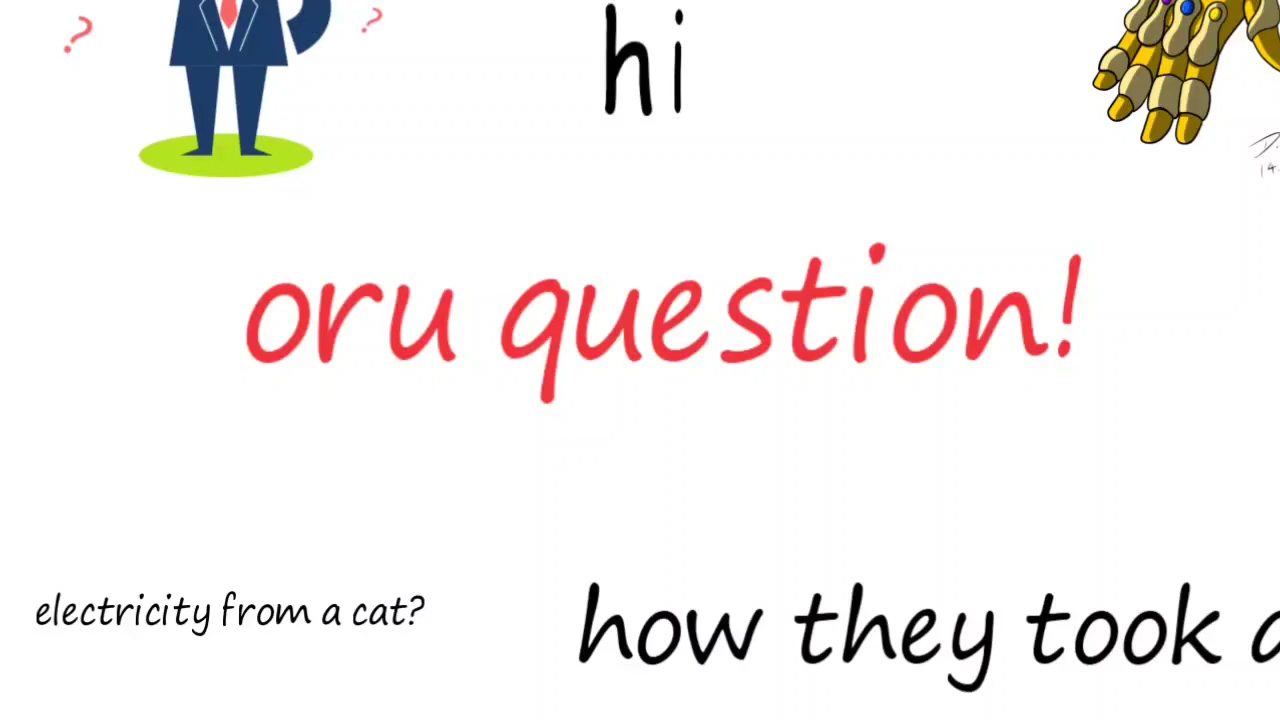 ? ?
hi
oru question!
electricity from a cat?
how they took